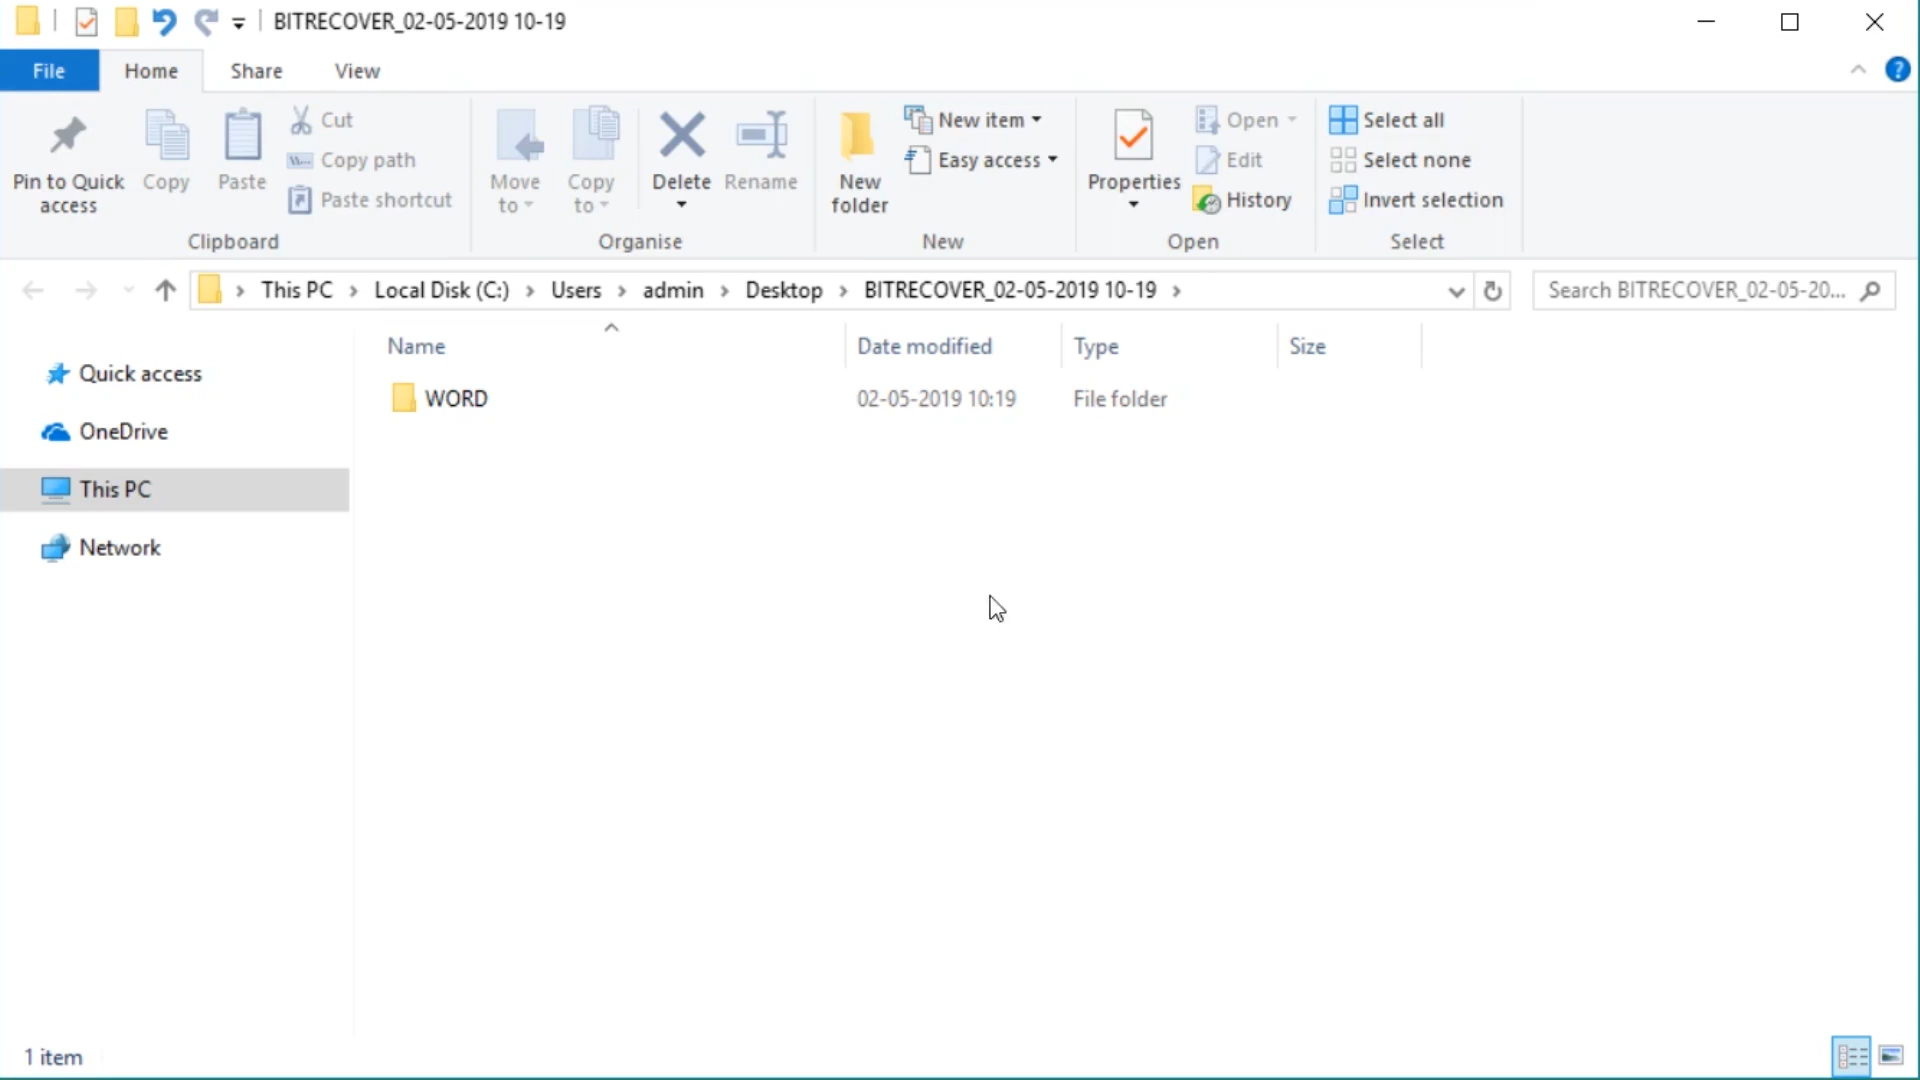 BITRECOVER_02-05-2019 10-19
File Home Share View
Pin to Quick access
Copy
Paste
Cut
Copy path
Paste shortcut
Clipboard
Move to
Copy to
Delete
Rename
Organise
New folder
New item
Easy access
New
Properties
Open
Edit
History
Open
Select all
Select none
Invert selection
Select
This PC > Local Disk (C:) > Users > admin > Desktop > BITRECOVER_02-05-2019 10-19 >
Search BITRECOVER_02-05-20...
Quick access
OneDrive
This PC
Network
Name Date modified Type Size
WORD 02-05-2019 10:19 File folder
1 item